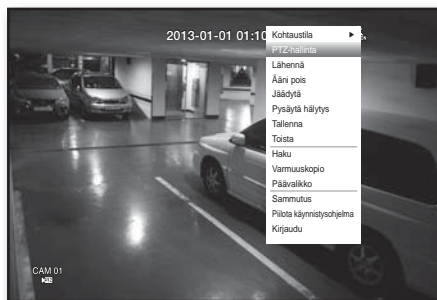 2013-01-01 01:10
Kohtaustila
PTZ-hallinta
Lähennä
Ääni pois
Jäädytä
Pysäytä hälytys
Tallenna
Toista
Haku
Varmuuskopio
Päävalikko
Sammutus
Piilota käynnistysohjelma
Kirjaudu
CAM 01